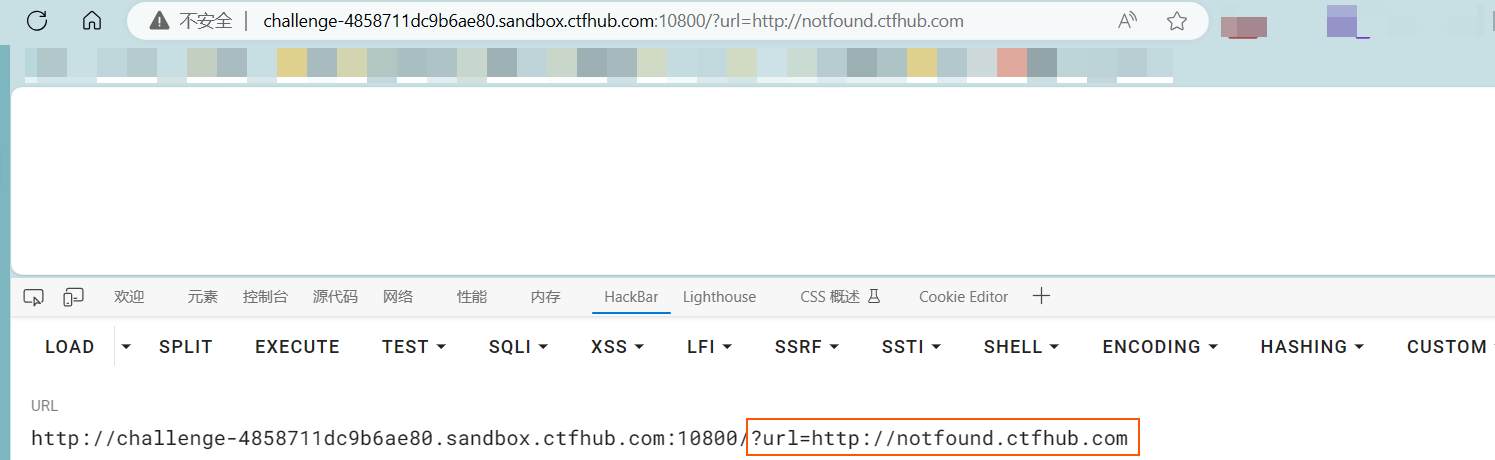 不安全 | challenge-4858711dc9b6ae80.sandbox.ctfhub.com:10800/?url=http://notfound.ctfhub.com A
欢迎 元素 控制台 源代码 网络 性能 内存 HackBar Lighthouse CSS 概述 Cookie Editor
LOAD SPLIT EXECUTE TEST SQLI XSS LFI SSRF SSTI SHELL ENCODING HASHING CUSTOM
URL
http://challenge-4858711dc9b6ae80.sandbox.ctfhub.com:10800/?url=http://notfound.ctfhub.com